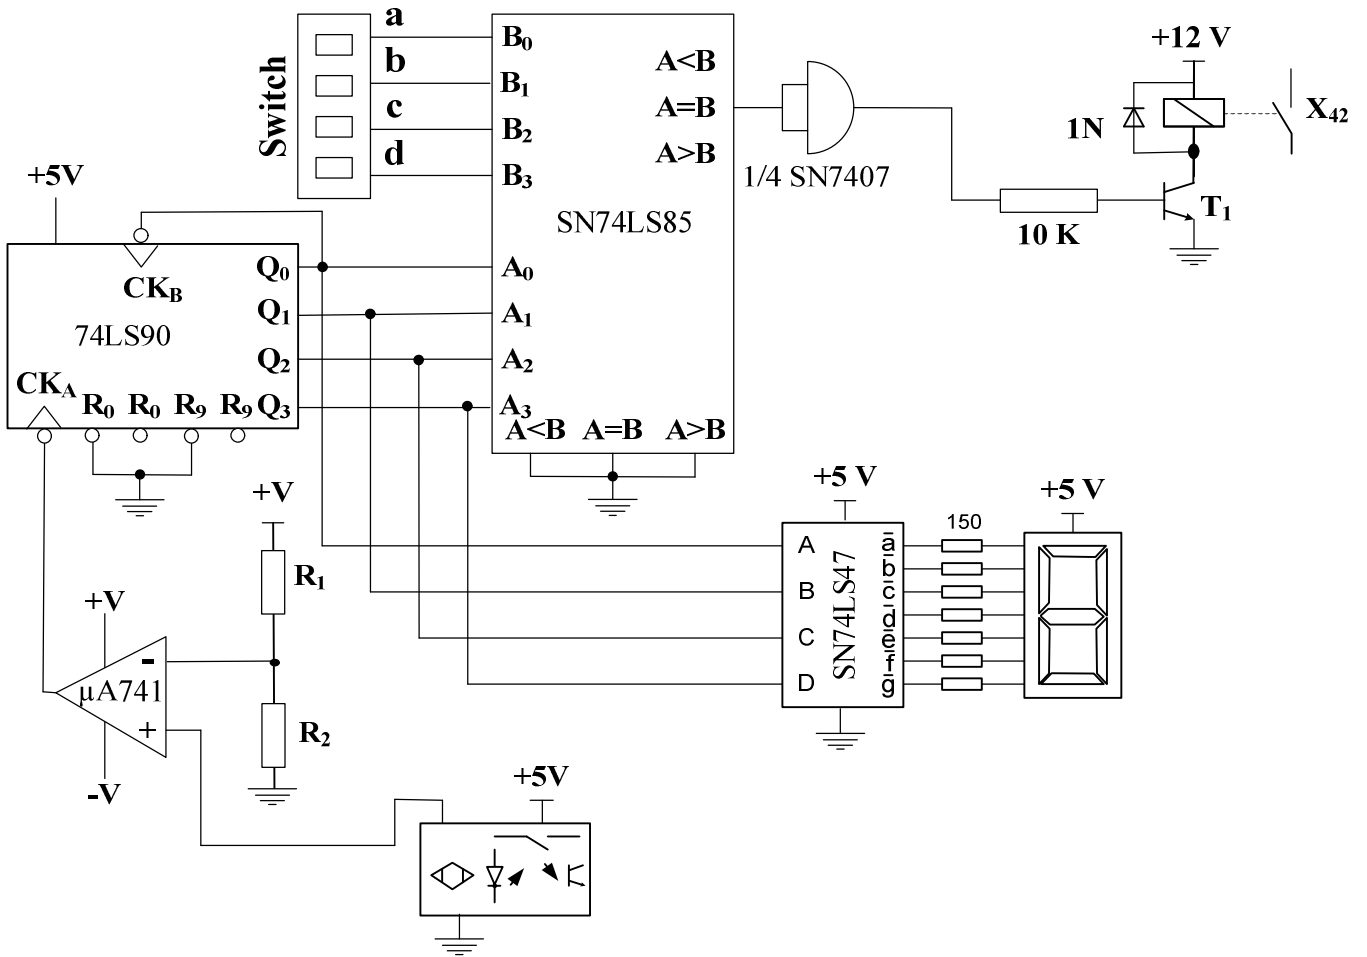 Switch
a
b
c
d
B0
B1
B2
B3
A<B
A=B
A>B
SN74LS85
A0
A1
A2
A3
A<B
A=B
A>B
1/4 SN7407
10 K
+12 V
1N
X42
T1
+5V
CKB
74LS90
CKA
Q0
Q1
Q2
Q3
R0
R0
R9
R9
+V
R1
R2
+V
-
µA741
+
-V
+5V
+5 V
A
B
C
D
SN74LS47
a̅
b̅
c̅
d̅
e̅
f̅
g̅
150
+5 V